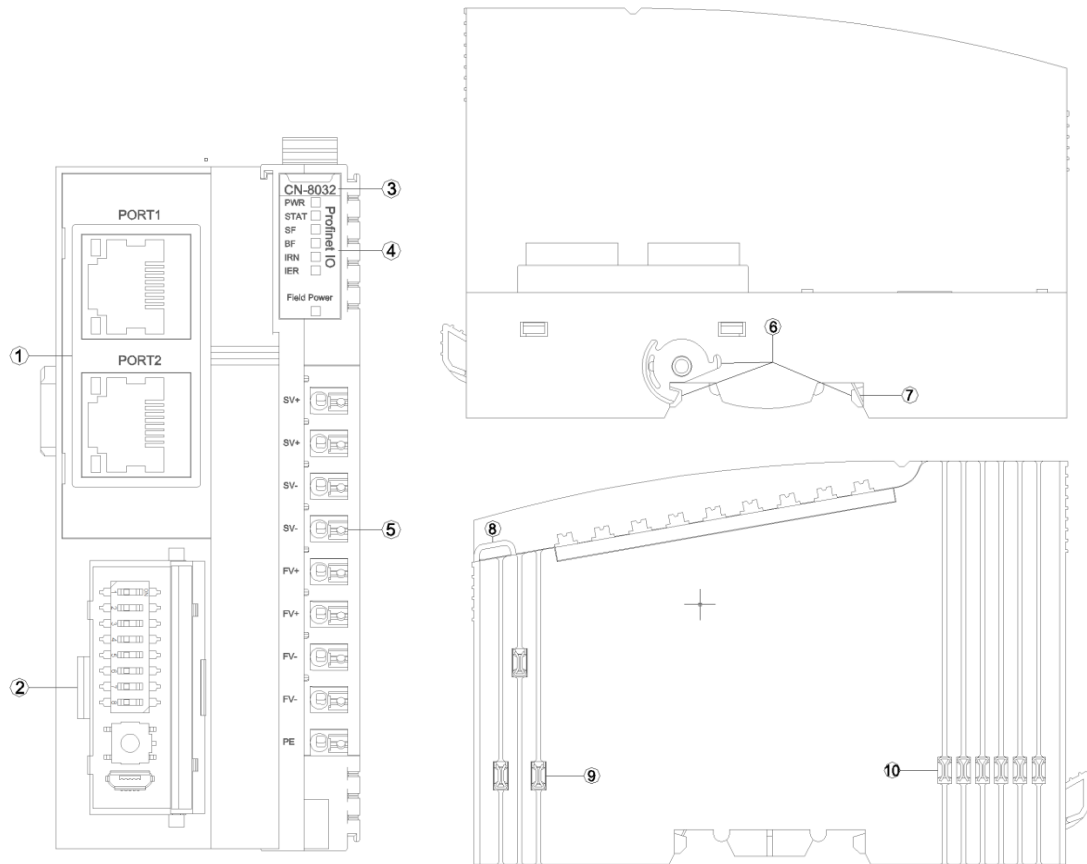 PORT1
PORT2
CN-8032
PWR
STAT
SF
BF
IRN
IER
Profinet IO
Field Power
SV+
SV+
SV-
SV-
FV+
FV+
FV-
FV-
PE
1
2
3
4
5
6
7
8
9
10